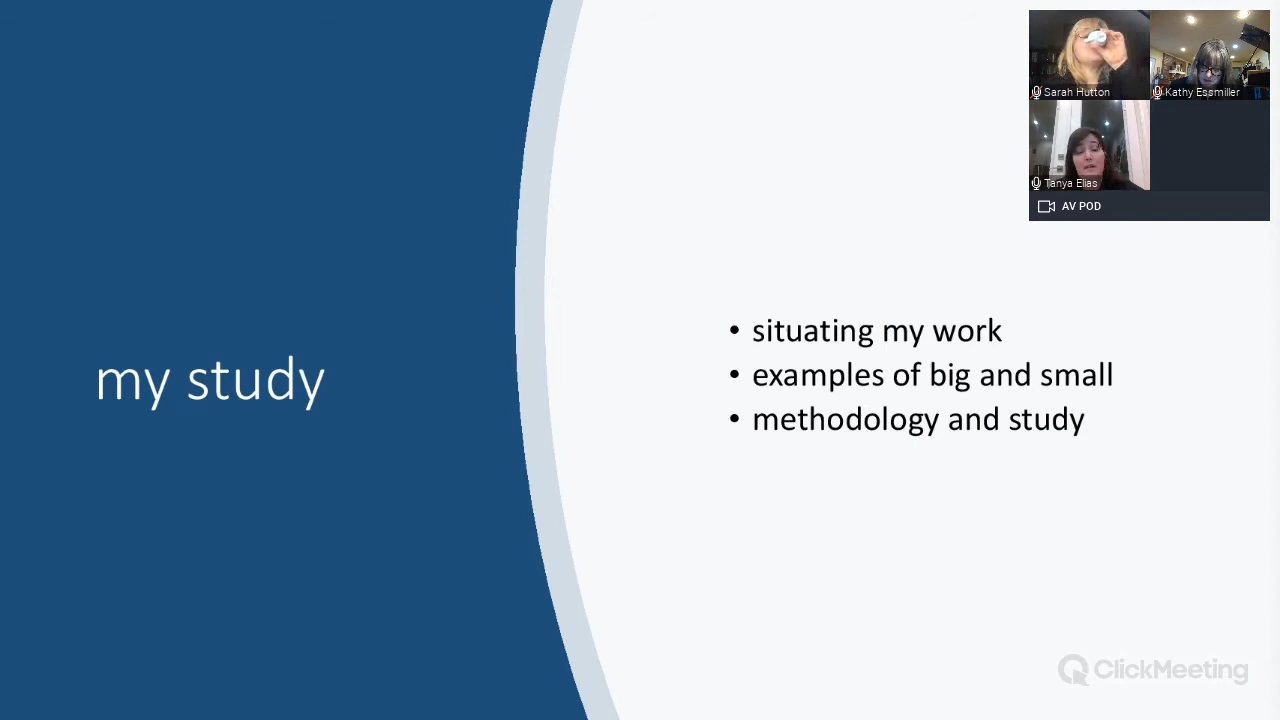 my study
• situating my work
• examples of big and small
• methodology and study
Sarah Hutton
Kathy Essmiller
Tanya Elias
AV POD
ClickMeeting